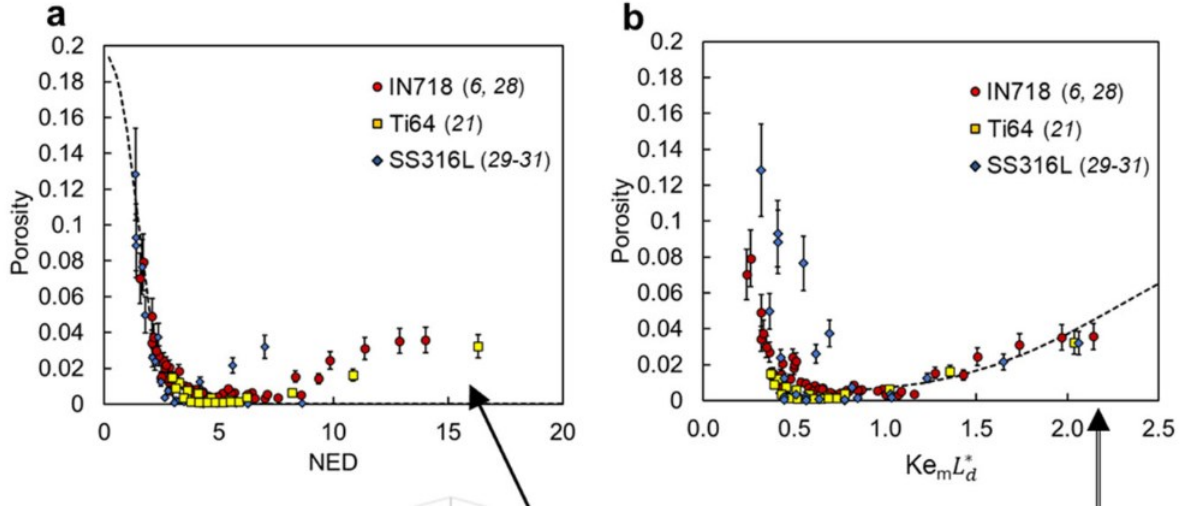 a
0.2
0.18
0.16
0.14
0.12
0.1
0.08
0.06
0.04
0.02
0
Porosity
IN718 (6, 28)
Ti64 (21)
SS316L (29-31)
0 5 10 15 20
NED
b
0.2
0.18
0.16
0.14
0.12
0.1
0.08
0.06
0.04
0.02
0
Porosity
IN718 (6, 28)
Ti64 (21)
SS316L (29-31)
0.0 0.5 1.0 1.5 2.0 2.5
KeₘL*_d